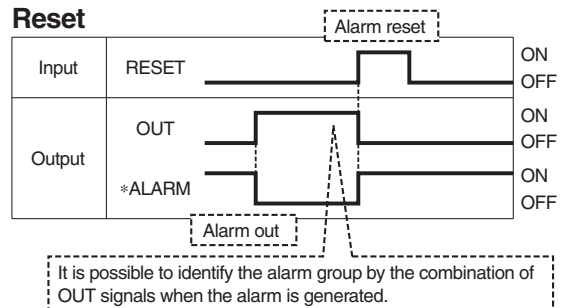 Reset
Alarm reset
Input
RESET
ON
OFF
Output
OUT
ON
OFF
*ALARM
ON
OFF
Alarm out
It is possible to identify the alarm group by the combination of
OUT signals when the alarm is generated.